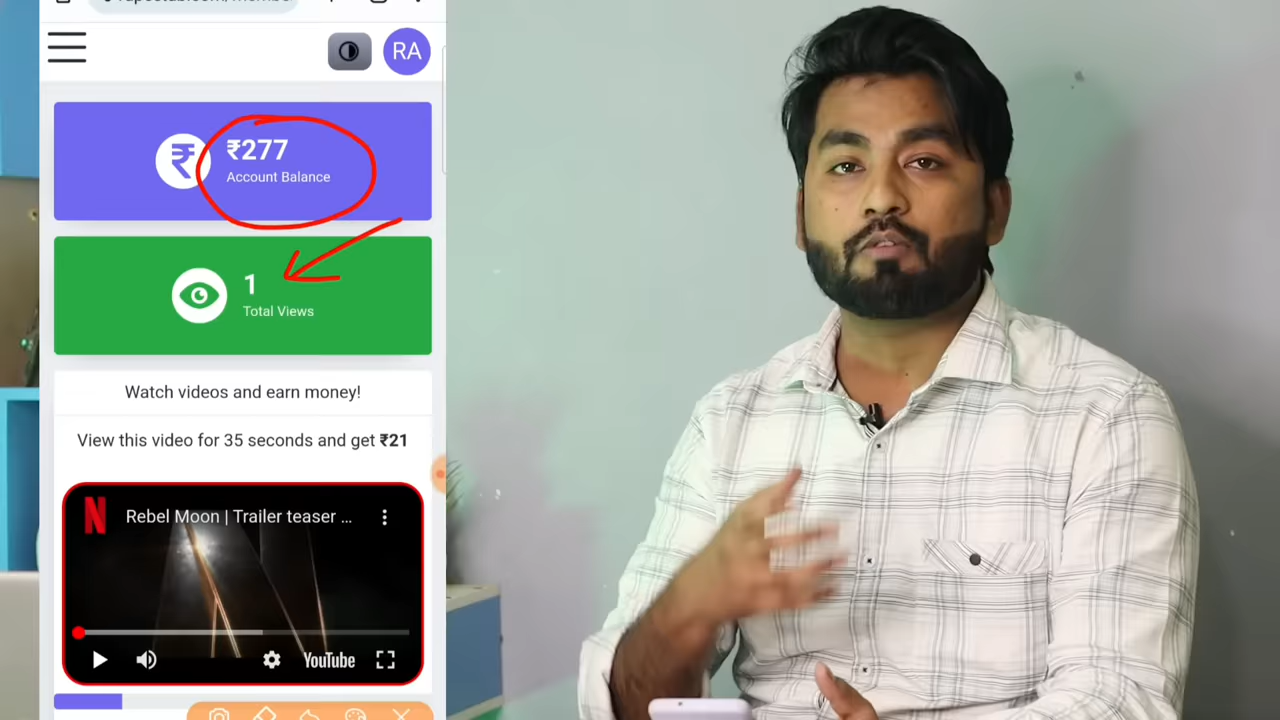 RA
₹
₹277
Account Balance
1
Total Views
Watch videos and earn money!
View this video for 35 seconds and get ₹21
N
Rebel Moon | Trailer teaser ...
YouTube